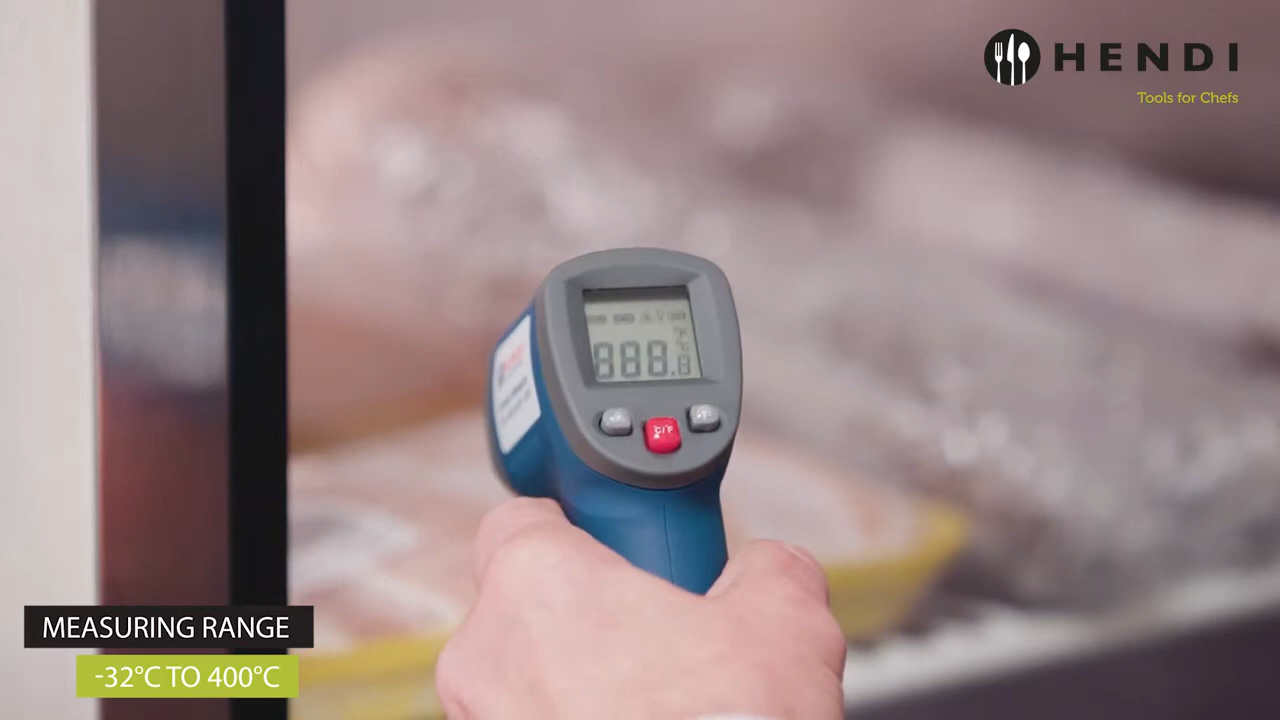 HENDI
Tools for Chefs
888.8
°C/°F
MEASURING RANGE
-32°C TO 400°C